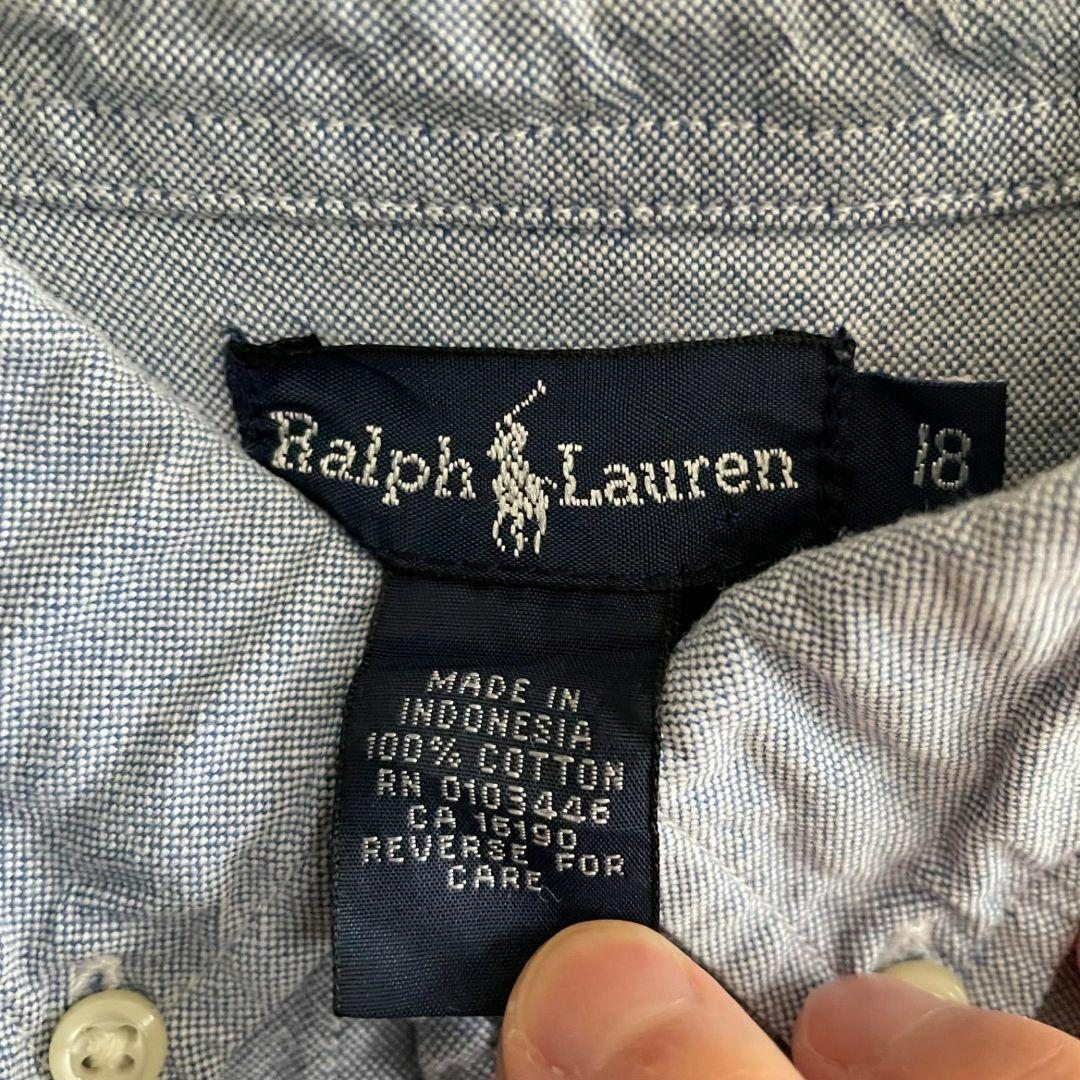 Ralph Lauren
18
MADE IN
INDONESIA
100% COTTON
RN 0103446
CA 16190
REVERSE FOR
CARE